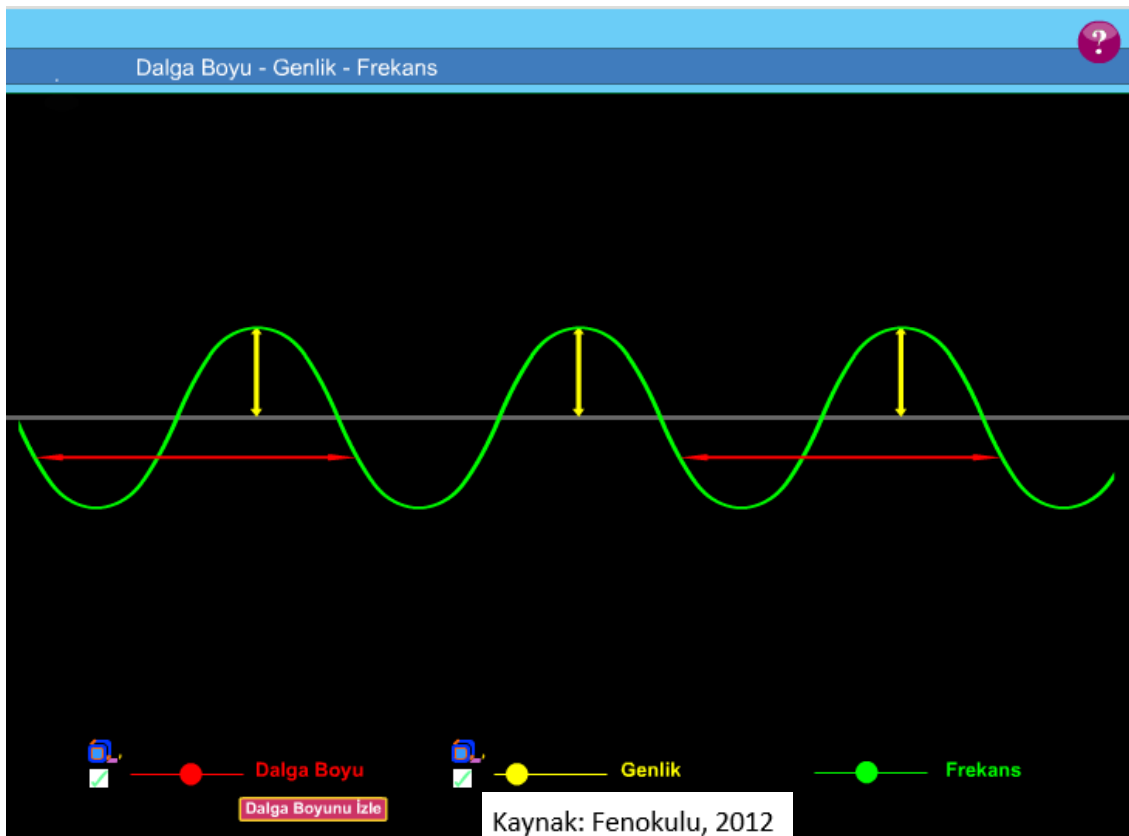 ?
Dalga Boyu - Genlik - Frekans
Dalga Boyu
Genlik
Frekans
Dalga Boyunu İzle
Kaynak: Fenokulu, 2012